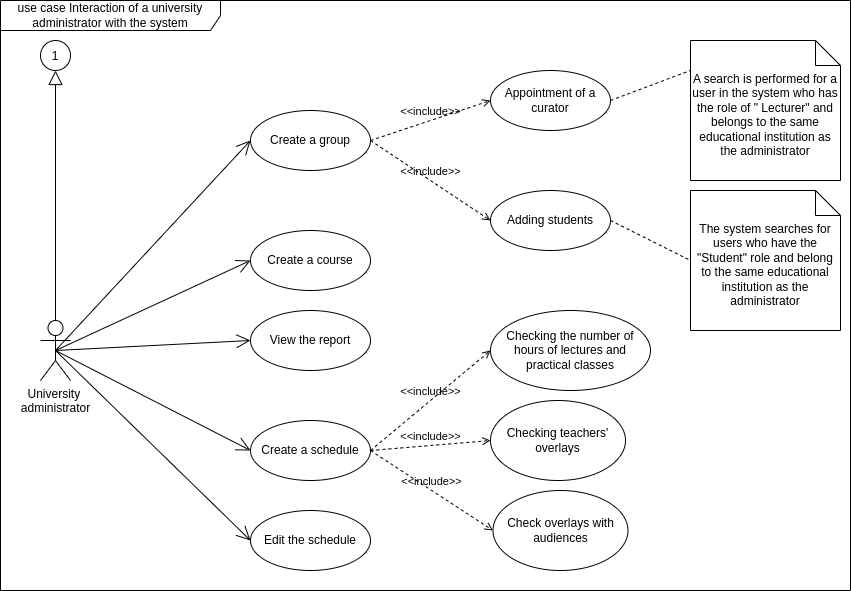 use case Interaction of a university
administrator with the system
1
University
administrator
Create a group
Create a course
View the report
Create a schedule
Edit the schedule
<<include>>
<<include>>
<<include>>
<<include>>
<<include>>
Appointment of a
curator
Adding students
Checking the number of
hours of lectures and
practical classes
Checking teachers'
overlays
Check overlays with
audiences
A search is performed for a
user in the system who has
the role of " Lecturer" and
belongs to the same
educational institution as
the administrator
The system searches for
users who have the
"Student" role and belong
to the same educational
institution as the
administrator